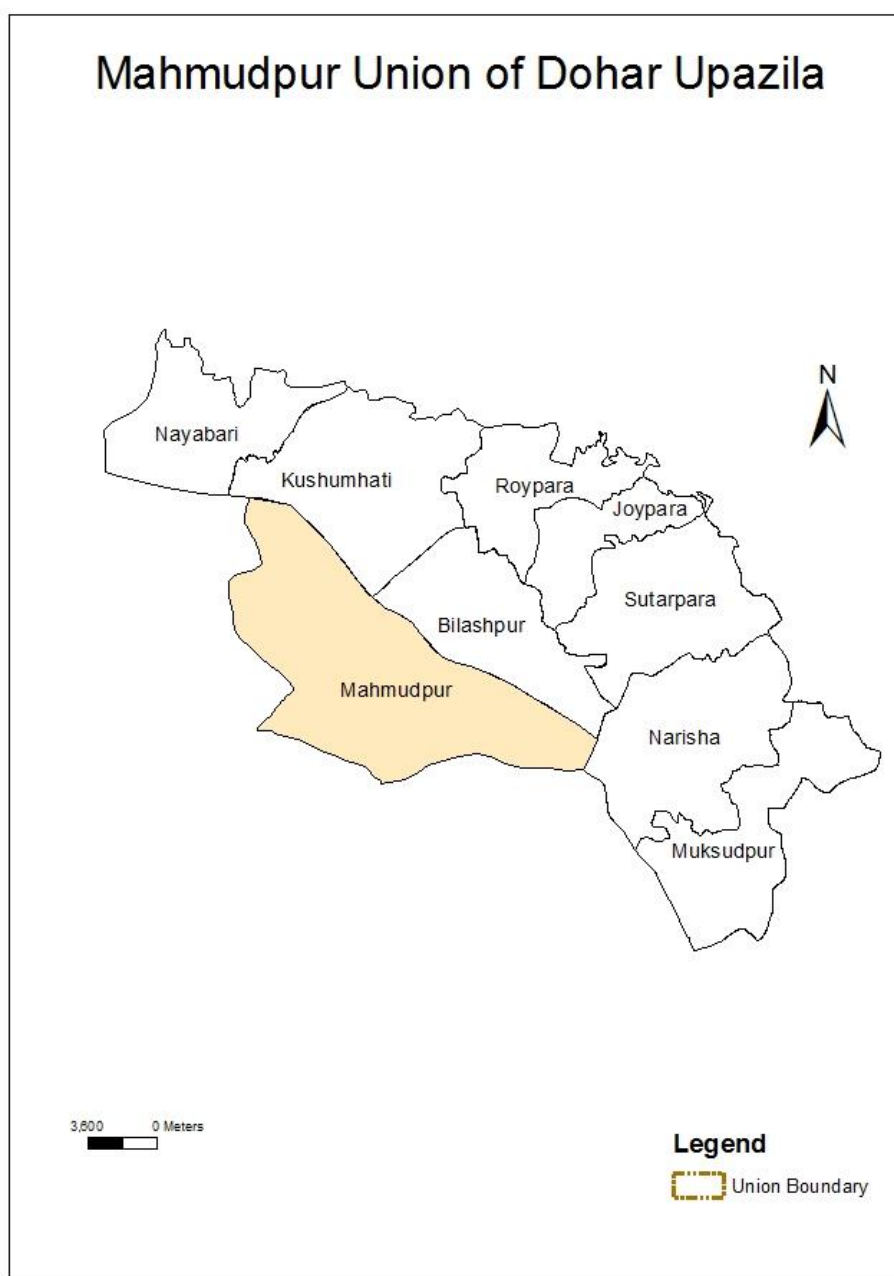 Mahmudpur Union of Dohar Upazila
N
Nayabari
Kushumhati
Roypara
Joypara
Sutarpara
Bilashpur
Mahmudpur
Narisha
Muksudpur
3,600 0 Meters
Legend
Union Boundary